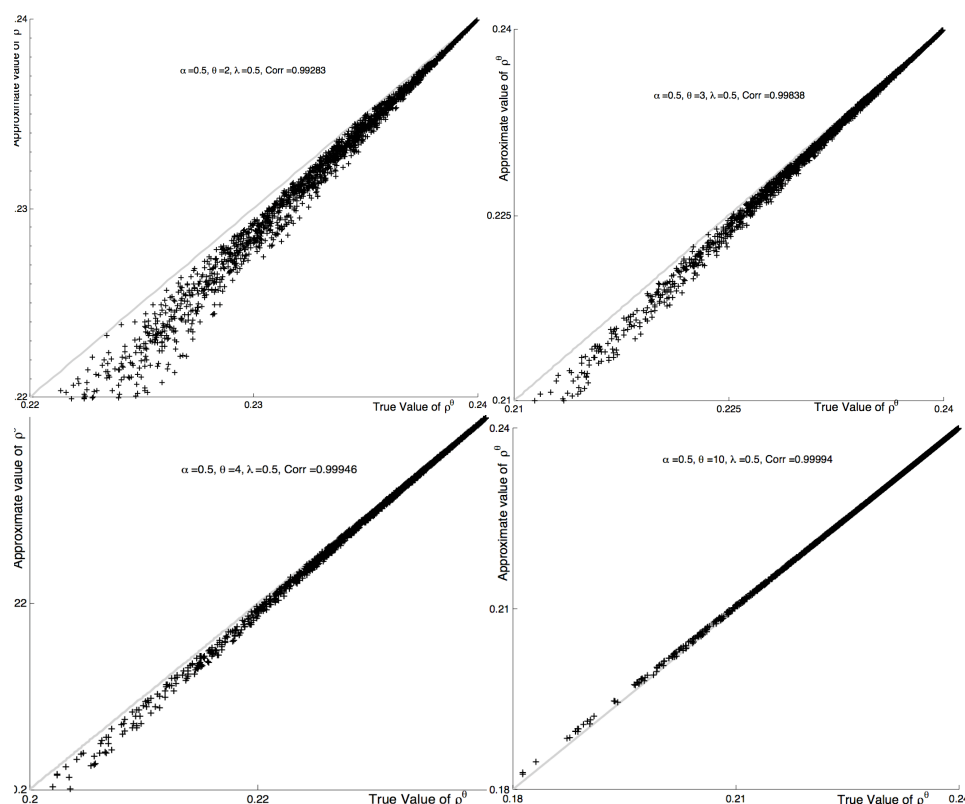 .24
Approximate value of ρ
α=0.5, θ=2, λ=0.5, Corr =0.99283
.23
.22
0.22
0.23
0.24
True Value of ρ^θ
0.24
Approximate value of ρ^θ
α=0.5, θ=3, λ=0.5, Corr =0.99838
0.225
0.21
0.21
0.225
0.24
True Value of ρ^θ
Approximate value of ρ
α=0.5, θ=4, λ=0.5, Corr =0.99946
22
0.2
0.2
0.22
True Value of ρ^θ
0.24
Approximate value of ρ^θ
α=0.5, θ=10, λ=0.5, Corr =0.99994
0.21
0.18
0.18
0.21
0.24
True Value of ρ^θ